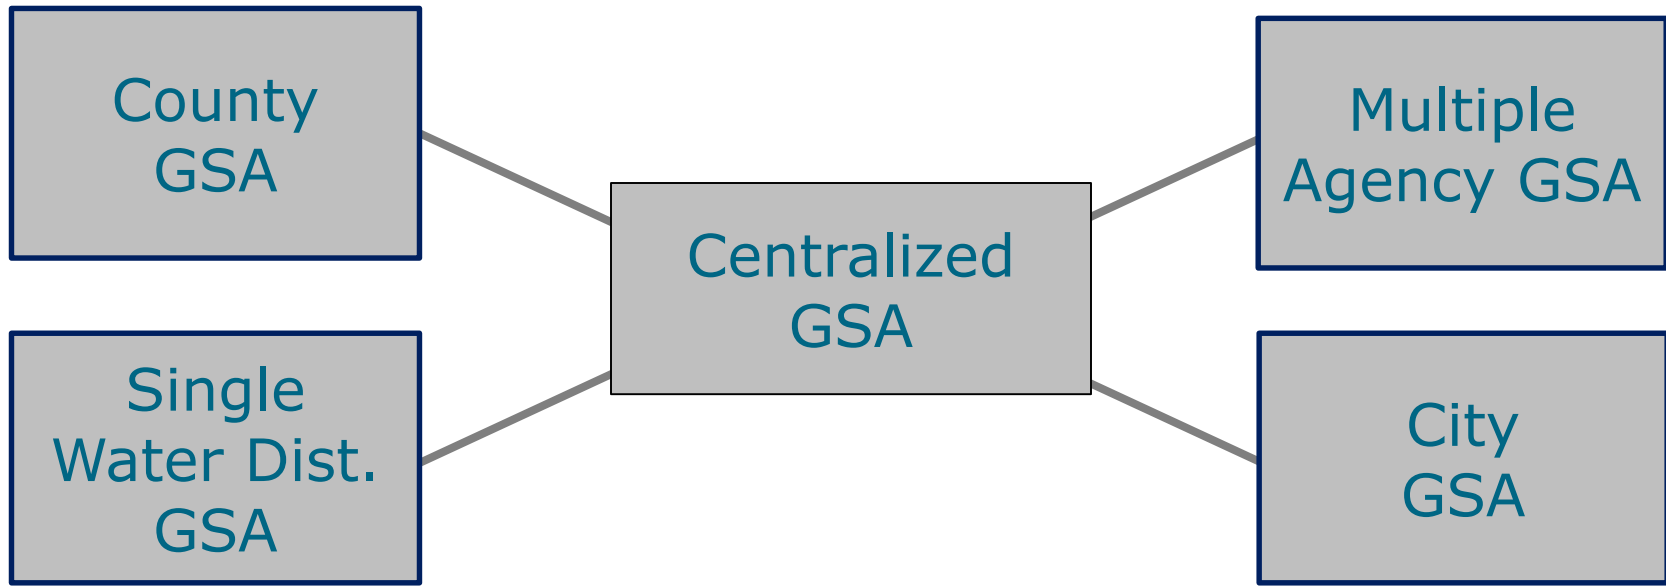 County
GSA
Single
Water Dist.
GSA
Centralized
GSA
Multiple
Agency GSA
City
GSA